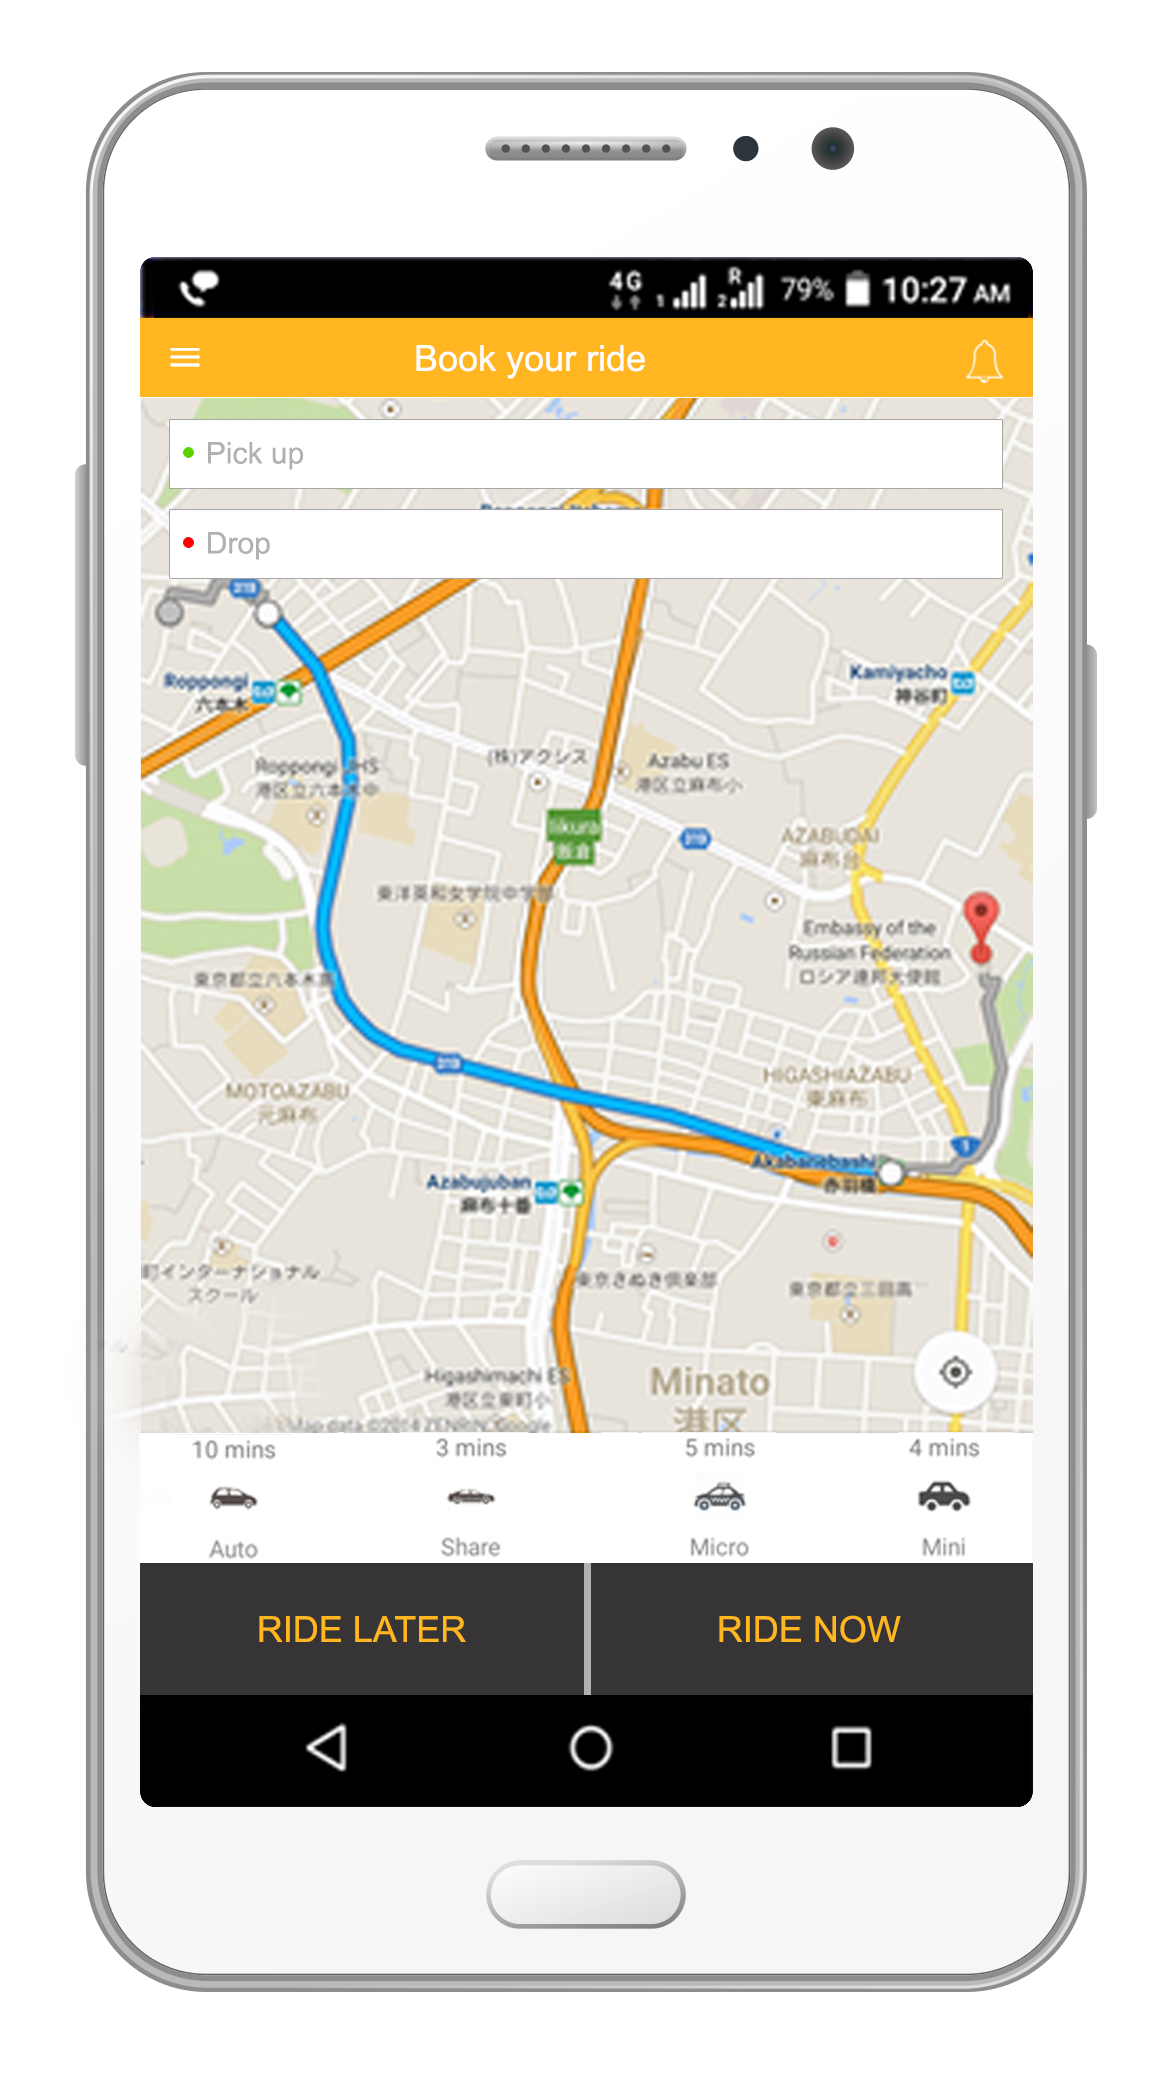 4G 1 2 R 79% 10:27 AM
Book your ride
Pick up
Drop
319
Roppongi
六本木
Kamiyacho
神谷町
(株)アクシス
Azabu ES
港区立麻布小
Roppongi JHS
港区立六本木中
Iikura
飯倉
319
AZABUDAI
麻布台
東洋英和女学院中学部
Embassy of the
Russian Federation
ロシア連邦大使館
東京都立六本木高
319
MOTOAZABU
元麻布
HIGASHIAZABU
東麻布
1
Akabanebashi
赤羽橋
Azabujuban
麻布十番
町インターナショナル
スクール
東京さぬき倶楽部
東京都立三田高
Higashimachi ES
港区立東町小
Minato
港区
Map data ©2014 ZENRIN, Google
10 mins 3 mins 5 mins 4 mins
Auto Share Micro Mini
RIDE LATER RIDE NOW